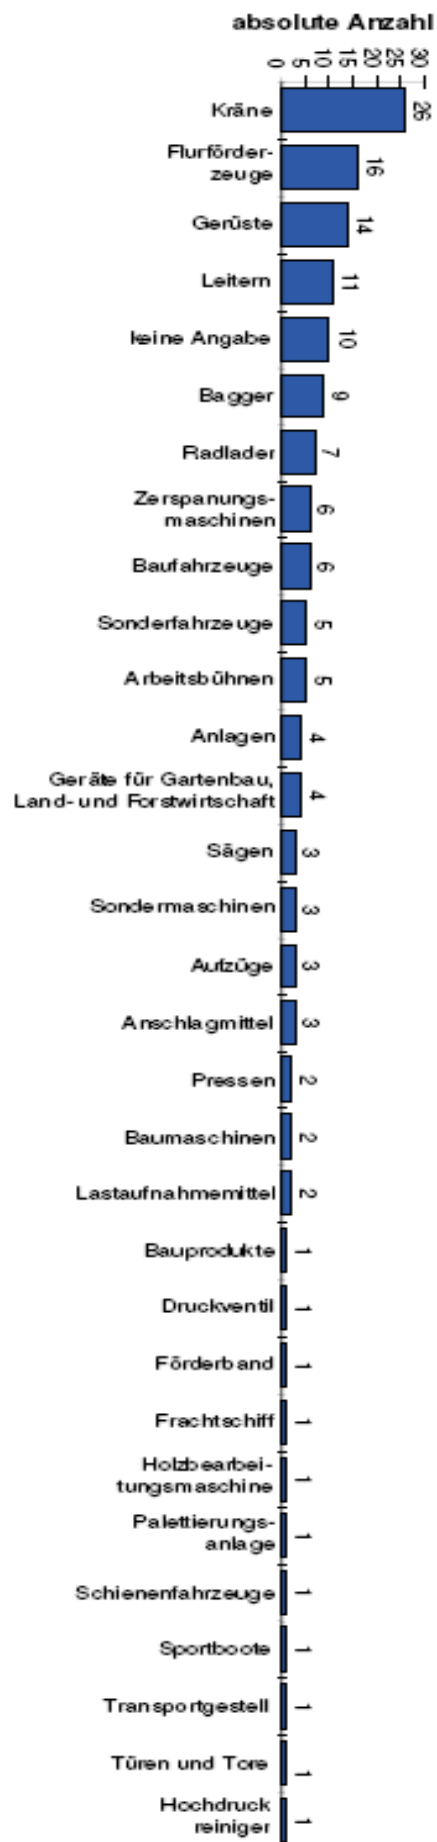 absolute Anzahl
0 5 10 15 20 25 30
Kräne 26
Flurförder-
zeuge 16
Gerüste 14
Leitern 11
keine Angabe 10
Bagger 9
Radlader 7
Zerspanungs-
maschinen 6
Baufahrzeuge 6
Sonderfahrzeuge 5
Arbeitsbühnen 5
Anlagen 4
Geräte für Gartenbau,
Land- und Forstwirtschaft 4
Sägen 3
Sondermaschinen 3
Aufzüge 3
Anschlagmittel 3
Pressen 2
Baumaschinen 2
Lastaufnahmemittel 2
Bauprodukte 1
Druckventil 1
Förderband 1
Frachtschiff 1
Holzbearbei-
tungsmaschine 1
Palettierungs-
anlage 1
Schienenfahrzeuge 1
Sportboote 1
Transportgestell 1
Türen und Tore 1
Hochdruck
reiniger 1